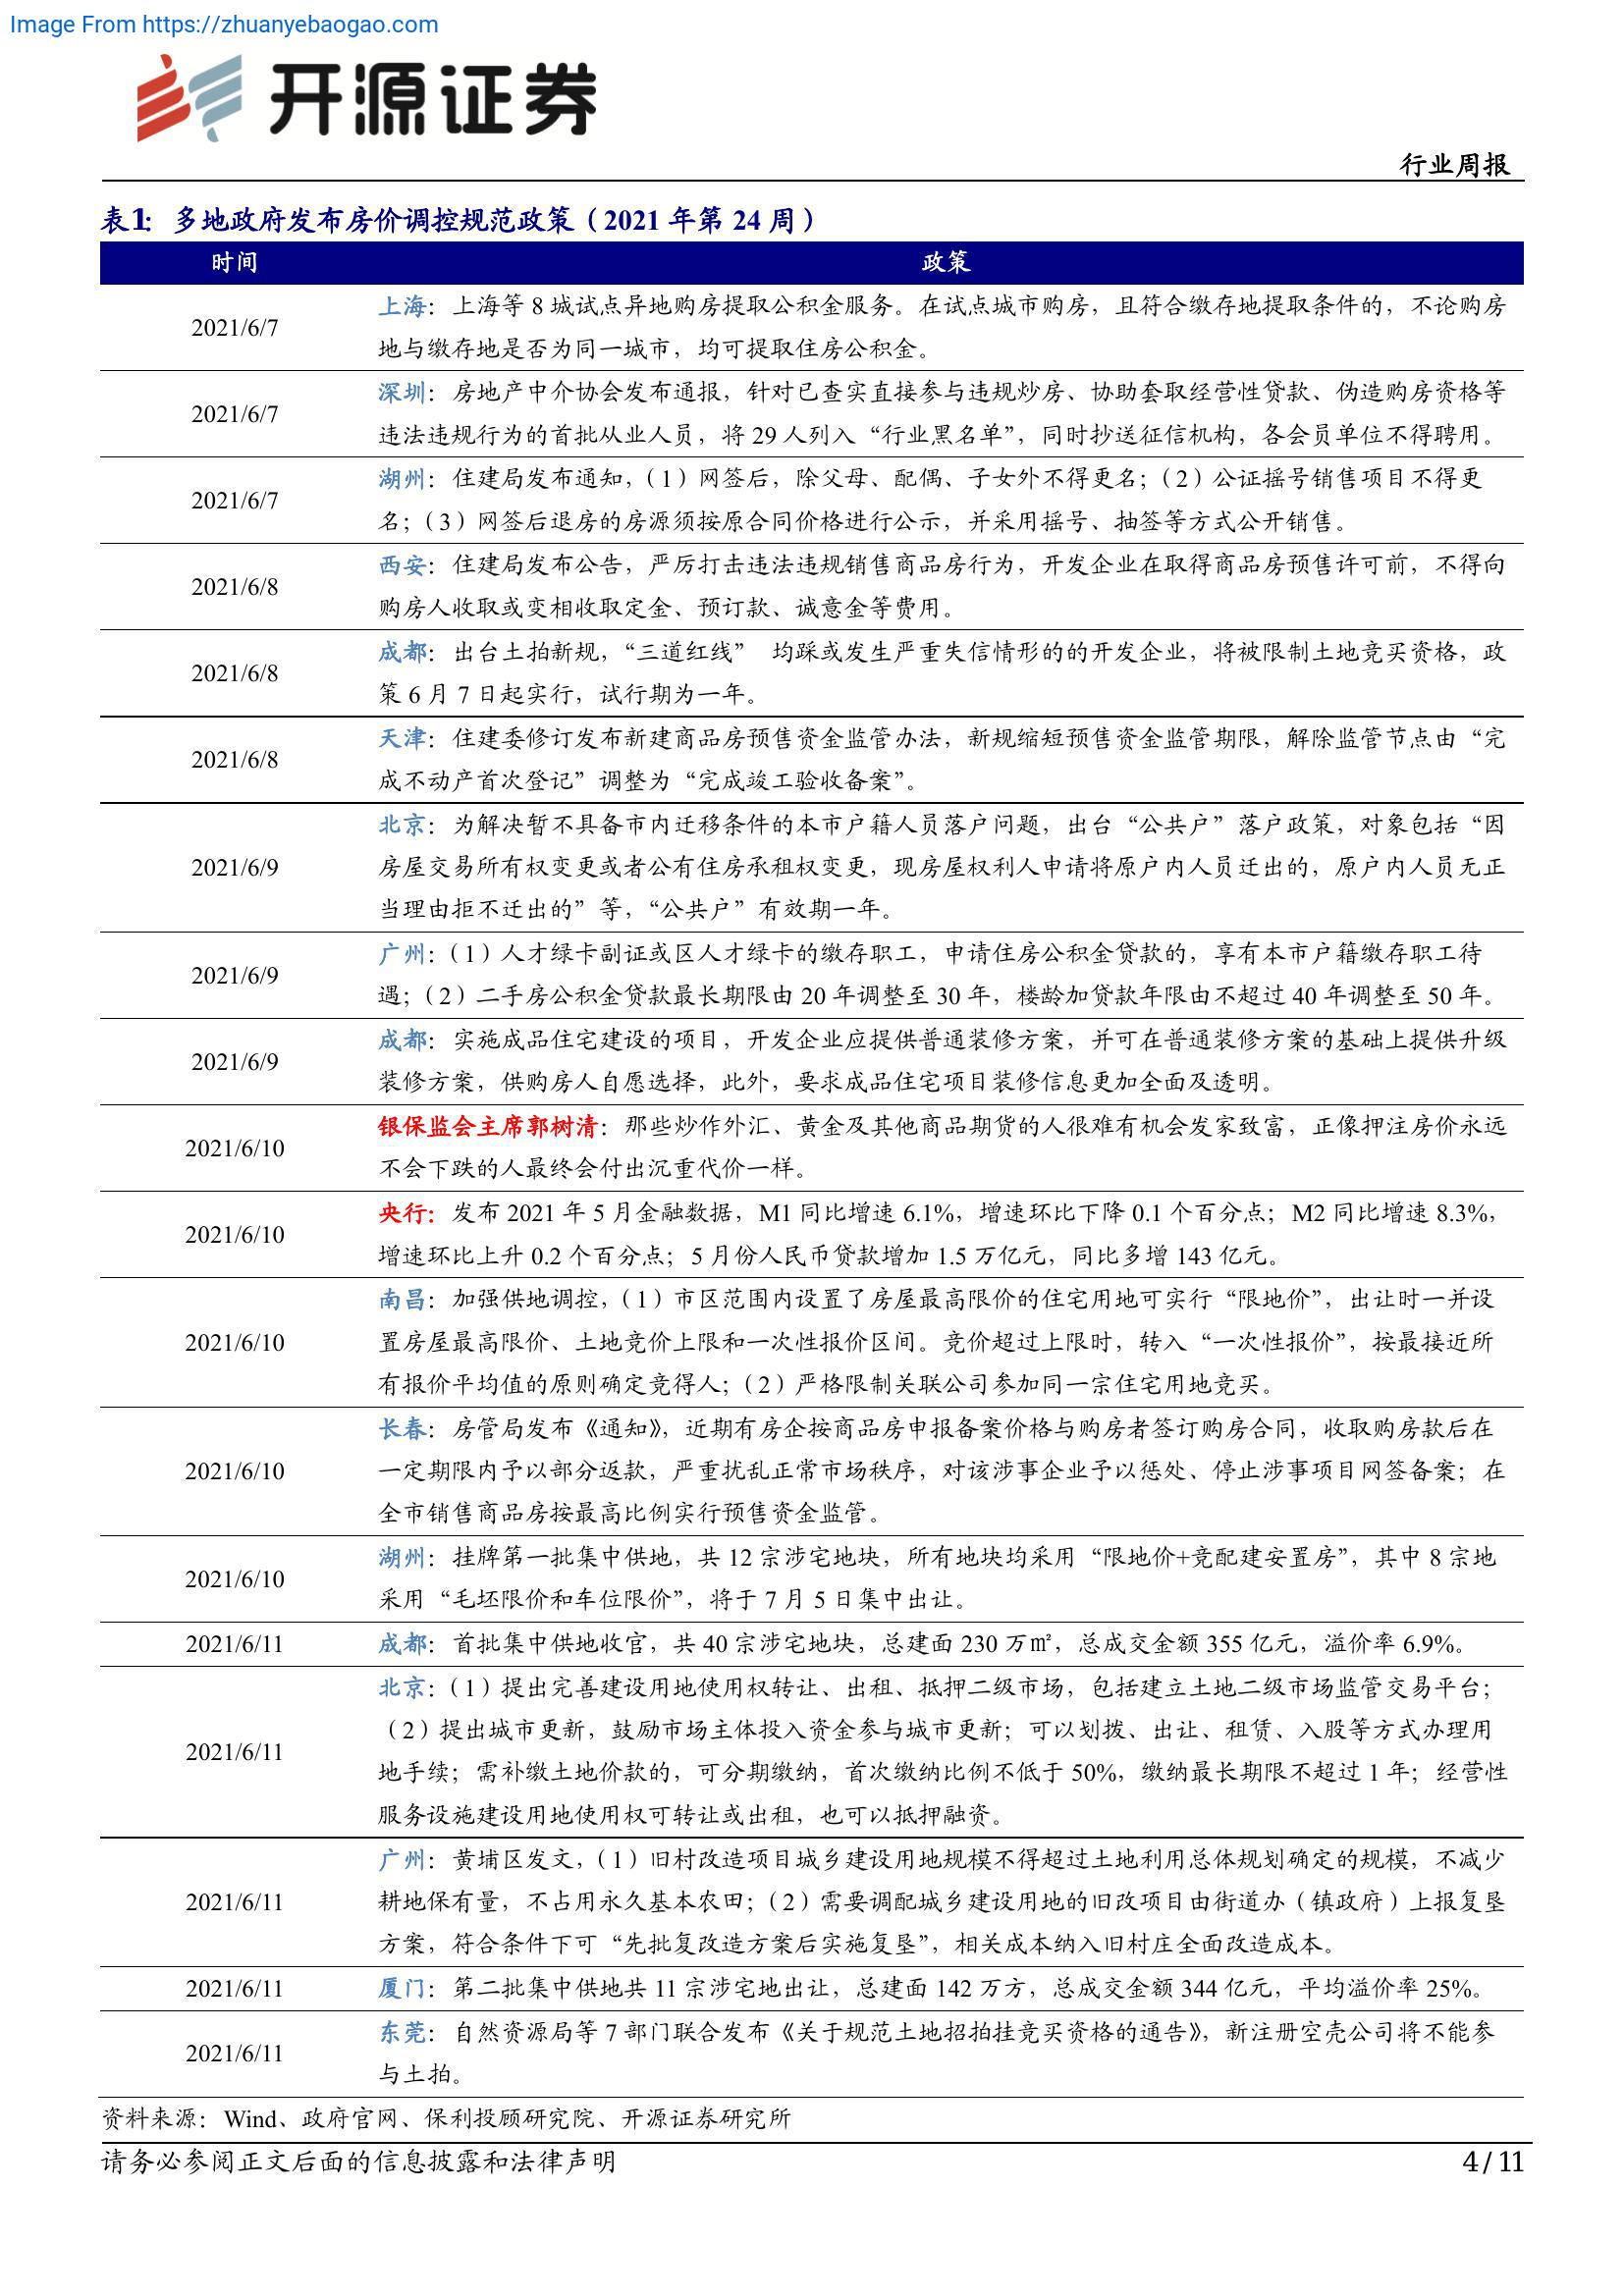 Image From https://zhuanyebaogao.com
开源证券
行业周报
表1: 多地政府发布房价调控规范政策（2021 年第 24 周）
时间 政策
2021/6/7
上海：上海等 8 城试点异地购房提取公积金服务。在试点城市购房，且符合缴存地提取条件的，不论购房
地与缴存地是否为同一城市，均可提取住房公积金。
2021/6/7
深圳：房地产中介协会发布通报，针对已查实直接参与违规炒房、协助套取经营性贷款、伪造购房资格等
违法违规行为的首批从业人员，将 29 人列入“行业黑名单”，同时抄送征信机构，各会员单位不得聘用。
2021/6/7
湖州：住建局发布通知，（1）网签后，除父母、配偶、子女外不得更名；（2）公证摇号销售项目不得更
名；（3）网签后退房的房源须按原合同价格进行公示，并采用摇号、抽签等方式公开销售。
2021/6/8
西安：住建局发布公告，严厉打击违法违规销售商品房行为，开发企业在取得商品房预售许可前，不得向
购房人收取或变相收取定金、预订款、诚意金等费用。
2021/6/8
成都：出台土拍新规，“三道红线” 均踩或发生严重失信情形的的开发企业，将被限制土地竞买资格，政
策 6 月 7 日起实行，试行期为一年。
2021/6/8
天津：住建委修订发布新建商品房预售资金监管办法，新规缩短预售资金监管期限，解除监管节点由“完
成不动产首次登记”调整为“完成竣工验收备案”。
2021/6/9
北京：为解决暂不具备市内迁移条件的本市户籍人员落户问题，出台“公共户”落户政策，对象包括“因
房屋交易所有权变更或者公有住房承租权变更，现房屋权利人申请将原户内人员迁出的，原户内人员无正
当理由拒不迁出的”等，“公共户”有效期一年。
2021/6/9
广州：（1）人才绿卡副证或区人才绿卡的缴存职工，申请住房公积金贷款的，享有本市户籍缴存职工待
遇；（2）二手房公积金贷款最长期限由 20 年调整至 30 年，楼龄加贷款年限由不超过 40 年调整至 50 年。
2021/6/9
成都：实施成品住宅建设的项目，开发企业应提供普通装修方案，并可在普通装修方案的基础上提供升级
装修方案，供购房人自愿选择，此外，要求成品住宅项目装修信息更加全面及透明。
2021/6/10
银保监会主席郭树清：那些炒作外汇、黄金及其他商品期货的人很难有机会发家致富，正像押注房价永远
不会下跌的人最终会付出沉重代价一样。
2021/6/10
央行：发布 2021 年 5 月金融数据，M1 同比增速 6.1%，增速环比下降 0.1 个百分点；M2 同比增速 8.3%，
增速环比上升 0.2 个百分点；5 月份人民币贷款增加 1.5 万亿元，同比多增 143 亿元。
2021/6/10
南昌：加强供地调控，（1）市区范围内设置了房屋最高限价的住宅用地可实行“限地价”，出让时一并设
置房屋最高限价、土地竞价上限和一次性报价区间。竞价超过上限时，转入“一次性报价”，按最接近所
有报价平均值的原则确定竞得人；（2）严格限制关联公司参加同一宗住宅用地竞买。
2021/6/10
长春：房管局发布《通知》，近期有房企按商品房申报备案价格与购房者签订购房合同，收取购房款后在
一定期限内予以部分返款，严重扰乱正常市场秩序，对该涉事企业予以惩处、停止涉事项目网签备案；在
全市销售商品房按最高比例实行预售资金监管。
2021/6/10
湖州：挂牌第一批集中供地，共 12 宗涉宅地块，所有地块均采用“限地价+竞配建安置房”，其中 8 宗地
采用“毛坯限价和车位限价”，将于 7 月 5 日集中出让。
2021/6/11
成都：首批集中供地收官，共 40 宗涉宅地块，总建面 230 万㎡，总成交金额 355 亿元，溢价率 6.9%。
2021/6/11
北京：（1）提出完善建设用地使用权转让、出租、抵押二级市场，包括建立土地二级市场监管交易平台；
（2）提出城市更新，鼓励市场主体投入资金参与城市更新；可以划拨、出让、租赁、入股等方式办理用
地手续；需补缴土地价款的，可分期缴纳，首次缴纳比例不低于 50%，缴纳最长期限不超过 1 年；经营性
服务设施建设用地使用权可转让或出租，也可以抵押融资。
2021/6/11
广州：黄埔区发文，（1）旧村改造项目城乡建设用地规模不得超过土地利用总体规划确定的规模，不减少
耕地保有量，不占用永久基本农田；（2）需要调配城乡建设用地的旧改项目由街道办（镇政府）上报复垦
方案，符合条件下可“先批复改造方案后实施复垦”，相关成本纳入旧村庄全面改造成本。
2021/6/11
厦门：第二批集中供地共 11 宗涉宅地出让，总建面 142 万方，总成交金额 344 亿元，平均溢价率 25%。
2021/6/11
东莞：自然资源局等 7 部门联合发布《关于规范土地招拍挂竞买资格的通告》，新注册空壳公司将不能参
与土拍。
资料来源：Wind、政府官网、保利投顾研究院、开源证券研究所
请务必参阅正文后面的信息披露和法律声明 4 / 11